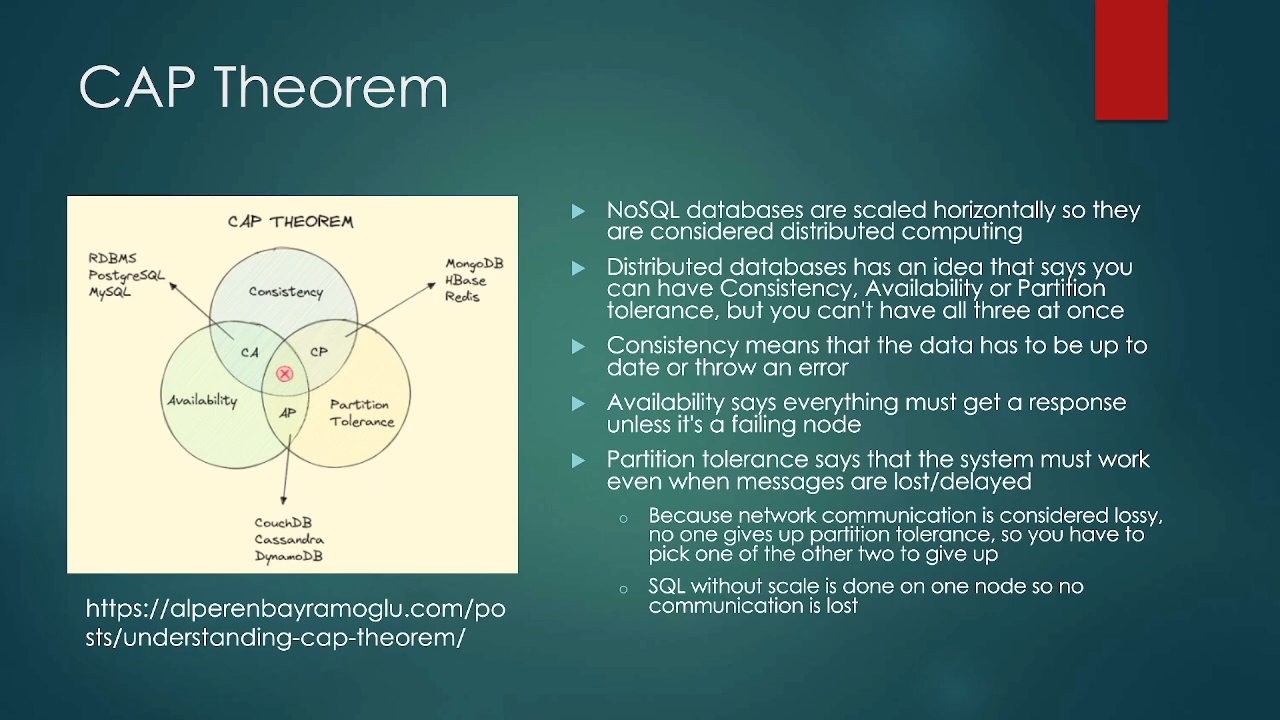 CAP Theorem
CAP THEOREM
RDBMS
PostgreSQL
MySQL
MongoDB
HBase
Redis
Consistency
CA
CP
Availability
AP
Partition
Tolerance
CouchDB
Cassandra
DynamoDB
https://alperenbayramoglu.com/po
sts/understanding-cap-theorem/
NoSQL databases are scaled horizontally so they
are considered distributed computing
Distributed databases has an idea that says you
can have Consistency, Availability or Partition
tolerance, but you can't have all three at once
Consistency means that the data has to be up to
date or throw an error
Availability says everything must get a response
unless it's a failing node
Partition tolerance says that the system must work
even when messages are lost/delayed
Because network communication is considered lossy,
no one gives up partition tolerance, so you have to
pick one of the other two to give up
SQL without scale is done on one node so no
communication is lost